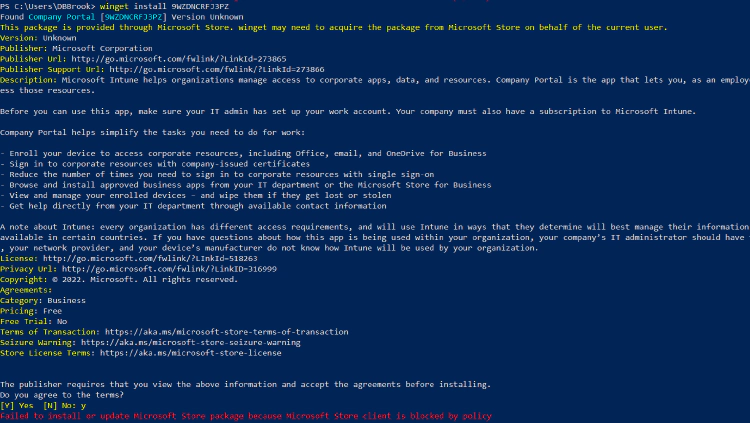 PS C:\Users\DBBrook> winget install 9WZDNCRFJ3PZ
Found Company Portal [9WZDNCRFJ3PZ] Version Unknown
This package is provided through Microsoft Store. winget may need to acquire the package from Microsoft Store on behalf of the current user.
Version: Unknown
Publisher: Microsoft Corporation
Publisher Url: http://go.microsoft.com/fwlink/?LinkId=273865
Publisher Support Url: http://go.microsoft.com/fwlink/?LinkId=273866
Description: Microsoft Intune helps organizations manage access to corporate apps, data, and resources. Company Portal is the app that lets you, as an employ
ess those resources.
Before you can use this app, make sure your IT admin has set up your work account. Your company must also have a subscription to Microsoft Intune.
Company Portal helps simplify the tasks you need to do for work:
- Enroll your device to access corporate resources, including Office, email, and OneDrive for Business
- Sign in to corporate resources with company-issued certificates
- Reduce the number of times you need to sign in to corporate resources with single sign-on
- Browse and install approved business apps from your IT department or the Microsoft Store for Business
- View and manage your enrolled devices - and wipe them if they get lost or stolen
- Get help directly from your IT department through available contact information
A note about Intune: every organization has different access requirements, and will use Intune in ways that they determine will best manage their information
available in certain countries. If you have questions about how this app is being used within your organization, your company's IT administrator should have
, your network provider, and your device's manufacturer do not know how Intune will be used by your organization.
License: http://go.microsoft.com/fwlink/?LinkID=518263
Privacy Url: http://go.microsoft.com/fwlink/?LinkID=316999
Copyright: © 2022. Microsoft. All rights reserved.
Agreements:
Category: Business
Pricing: Free
Free Trial: No
Terms of Transaction: https://aka.ms/microsoft-store-terms-of-transaction
Seizure Warning: https://aka.ms/microsoft-store-seizure-warning
Store License Terms: https://aka.ms/microsoft-store-license
The publisher requires that you view the above information and accept the agreements before installing.
Do you agree to the terms?
[Y] Yes  [N] No: y
Failed to install or update Microsoft Store package because Microsoft Store client is blocked by policy